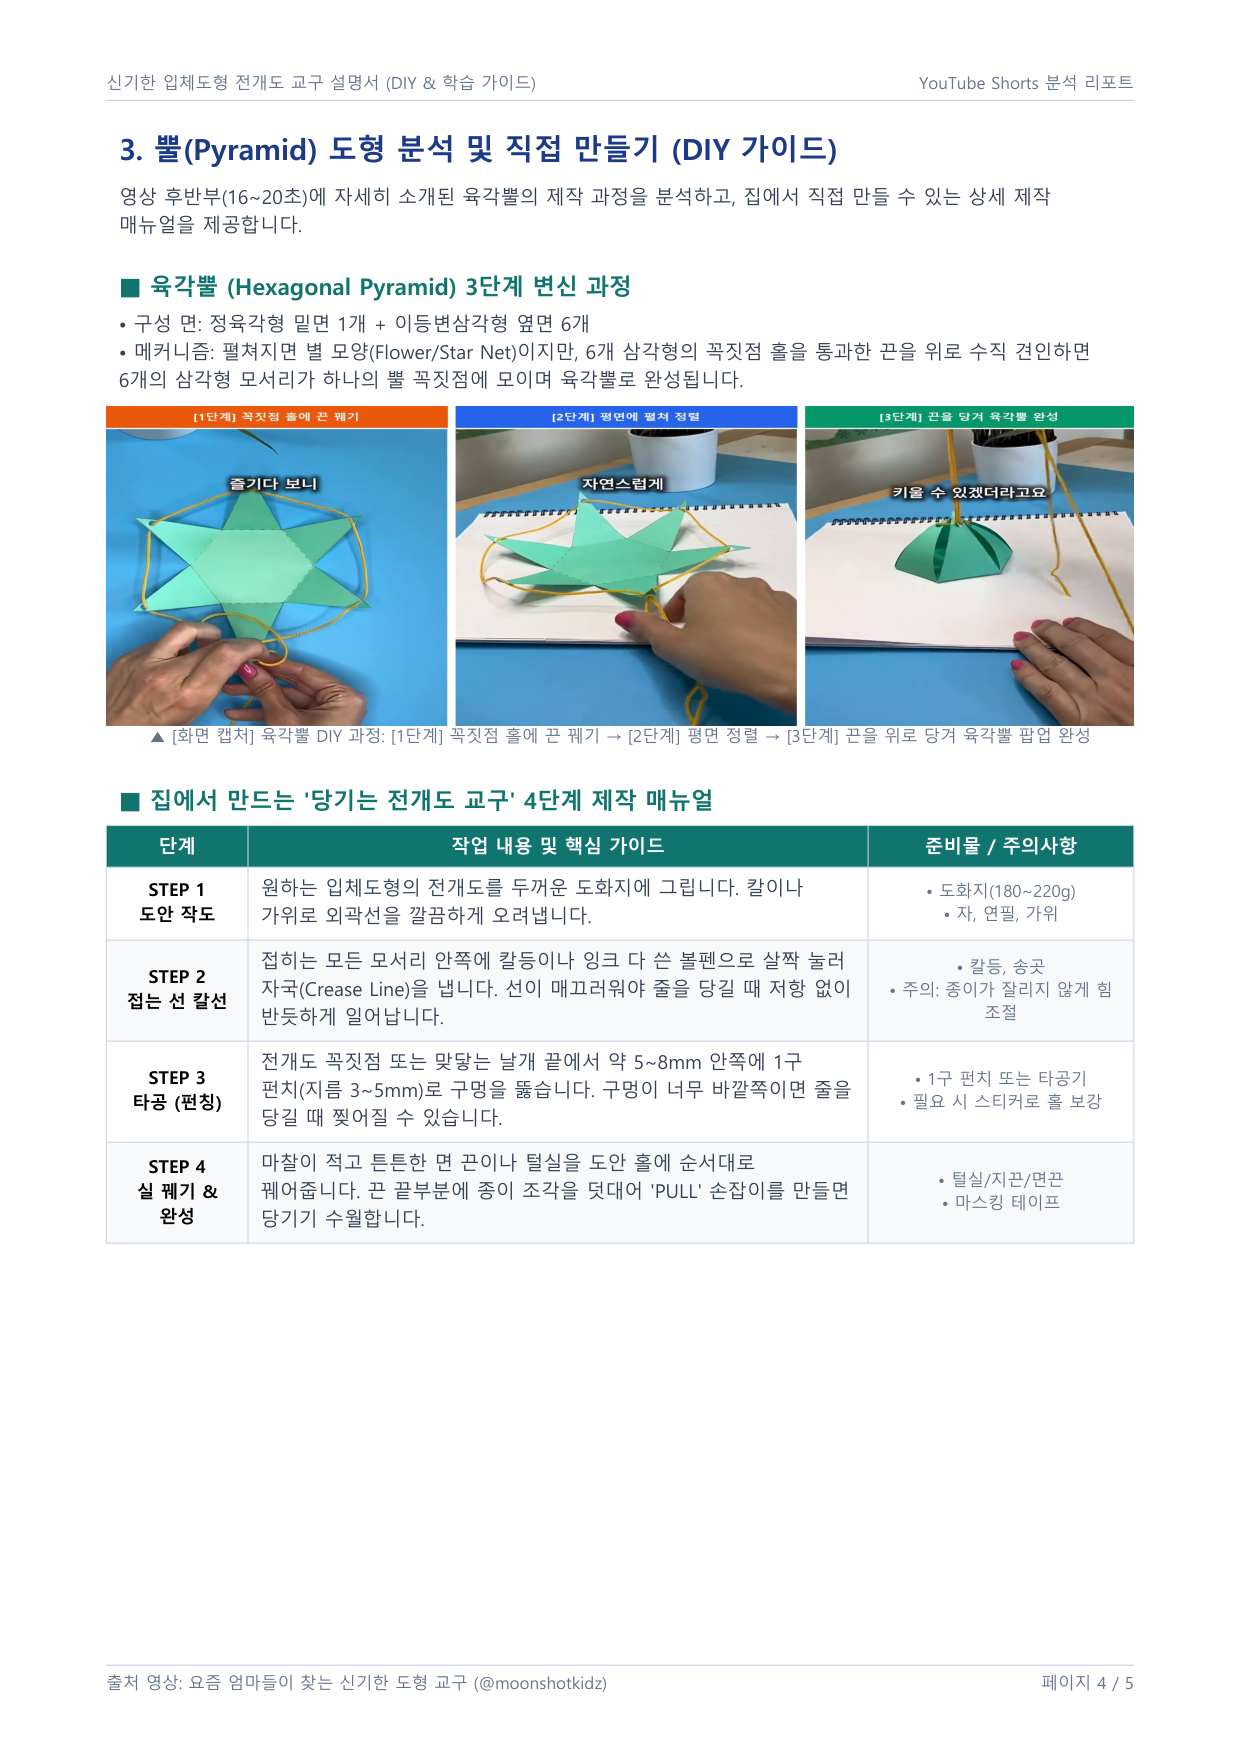 신기한 입체도형 전개도 교구 설명서 (DIY & 학습 가이드)
YouTube Shorts 분석 리포트
3. 뿔(Pyramid) 도형 분석 및 직접 만들기 (DIY 가이드)
영상 후반부(16~20초)에 자세히 소개된 육각뿔의 제작 과정을 분석하고, 집에서 직접 만들 수 있는 상세 제작
매뉴얼을 제공합니다.
■ 육각뿔 (Hexagonal Pyramid) 3단계 변신 과정
• 구성 면: 정육각형 밑면 1개 + 이등변삼각형 옆면 6개
• 메커니즘: 펼쳐지면 별 모양(Flower/Star Net)이지만, 6개 삼각형의 꼭짓점 홀을 통과한 끈을 위로 수직 견인하면
6개의 삼각형 모서리가 하나의 뿔 꼭짓점에 모이며 육각뿔로 완성됩니다.
[1단계] 꼭짓점 홀에 끈 꿰기
[2단계] 평면에 펼쳐 정렬
[3단계] 끈을 당겨 육각뿔 완성
즐기다 보니
자연스럽게
키울 수 있겠더라고요
▲ [화면 캡처] 육각뿔 DIY 과정: [1단계] 꼭짓점 홀에 끈 꿰기 → [2단계] 평면 정렬 → [3단계] 끈을 위로 당겨 육각뿔 팝업 완성
■ 집에서 만드는 '당기는 전개도 교구' 4단계 제작 매뉴얼
단계
작업 내용 및 핵심 가이드
준비물 / 주의사항
STEP 1
도안 작도
원하는 입체도형의 전개도를 두꺼운 도화지에 그립니다. 칼이나
가위로 외곽선을 깔끔하게 오려냅니다.
• 도화지(180~220g)
• 자, 연필, 가위
STEP 2
접는 선 칼선
접히는 모든 모서리 안쪽에 칼등이나 잉크 다 쓴 볼펜으로 살짝 눌러
자국(Crease Line)을 냅니다. 선이 매끄러워야 줄을 당길 때 저항 없이
반듯하게 일어납니다.
• 칼등, 송곳
• 주의: 종이가 잘리지 않게 힘
조절
STEP 3
타공 (펀칭)
전개도 꼭짓점 또는 맞닿는 날개 끝에서 약 5~8mm 안쪽에 1구
펀치(지름 3~5mm)로 구멍을 뚫습니다. 구멍이 너무 바깥쪽이면 줄을
당길 때 찢어질 수 있습니다.
• 1구 펀치 또는 타공기
• 필요 시 스티커로 홀 보강
STEP 4
실 꿰기 &
완성
마찰이 적고 튼튼한 면 끈이나 털실을 도안 홀에 순서대로
꿰어줍니다. 끈 끝부분에 종이 조각을 덧대어 'PULL' 손잡이를 만들면
당기기 수월합니다.
• 털실/지끈/면끈
• 마스킹 테이프
출처 영상: 요즘 엄마들이 찾는 신기한 도형 교구 (@moonshotkidz)
페이지 4 / 5